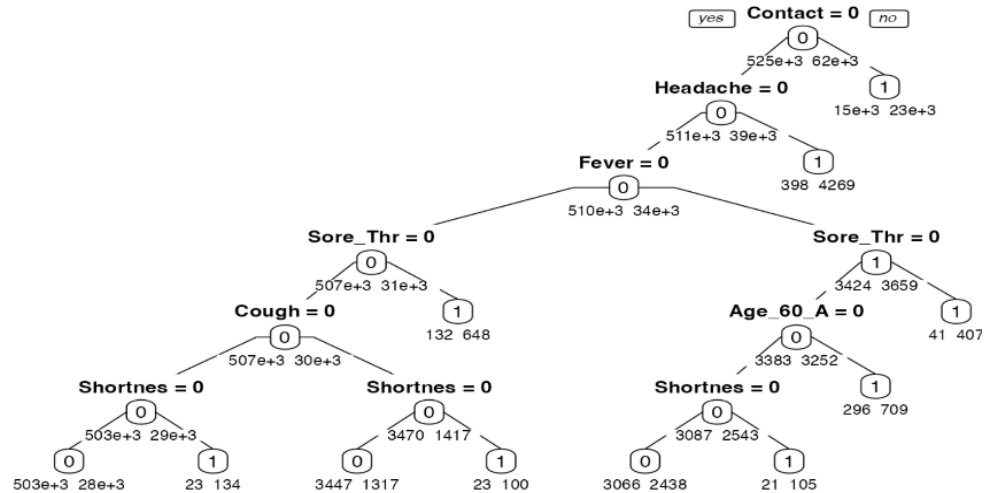 yes Contact = 0 no
0
525e+3 62e+3
Headache = 0 1
0 15e+3 23e+3
511e+3 39e+3
Fever = 0 1
0 398 4269
510e+3 34e+3
Sore_Thr = 0 Sore_Thr = 0
0 1
507e+3 31e+3 3424 3659
Cough = 0 1 Age_60_A = 0 1
0 132 648 0 41 407
507e+3 30e+3 3383 3252
Shortnes = 0 Shortnes = 0 Shortnes = 0 1
0 0 0 296 709
503e+3 29e+3 3470 1417 3087 2543
0 1 0 1 0 1
503e+3 28e+3 23 134 3447 1317 23 100 3066 2438 21 105